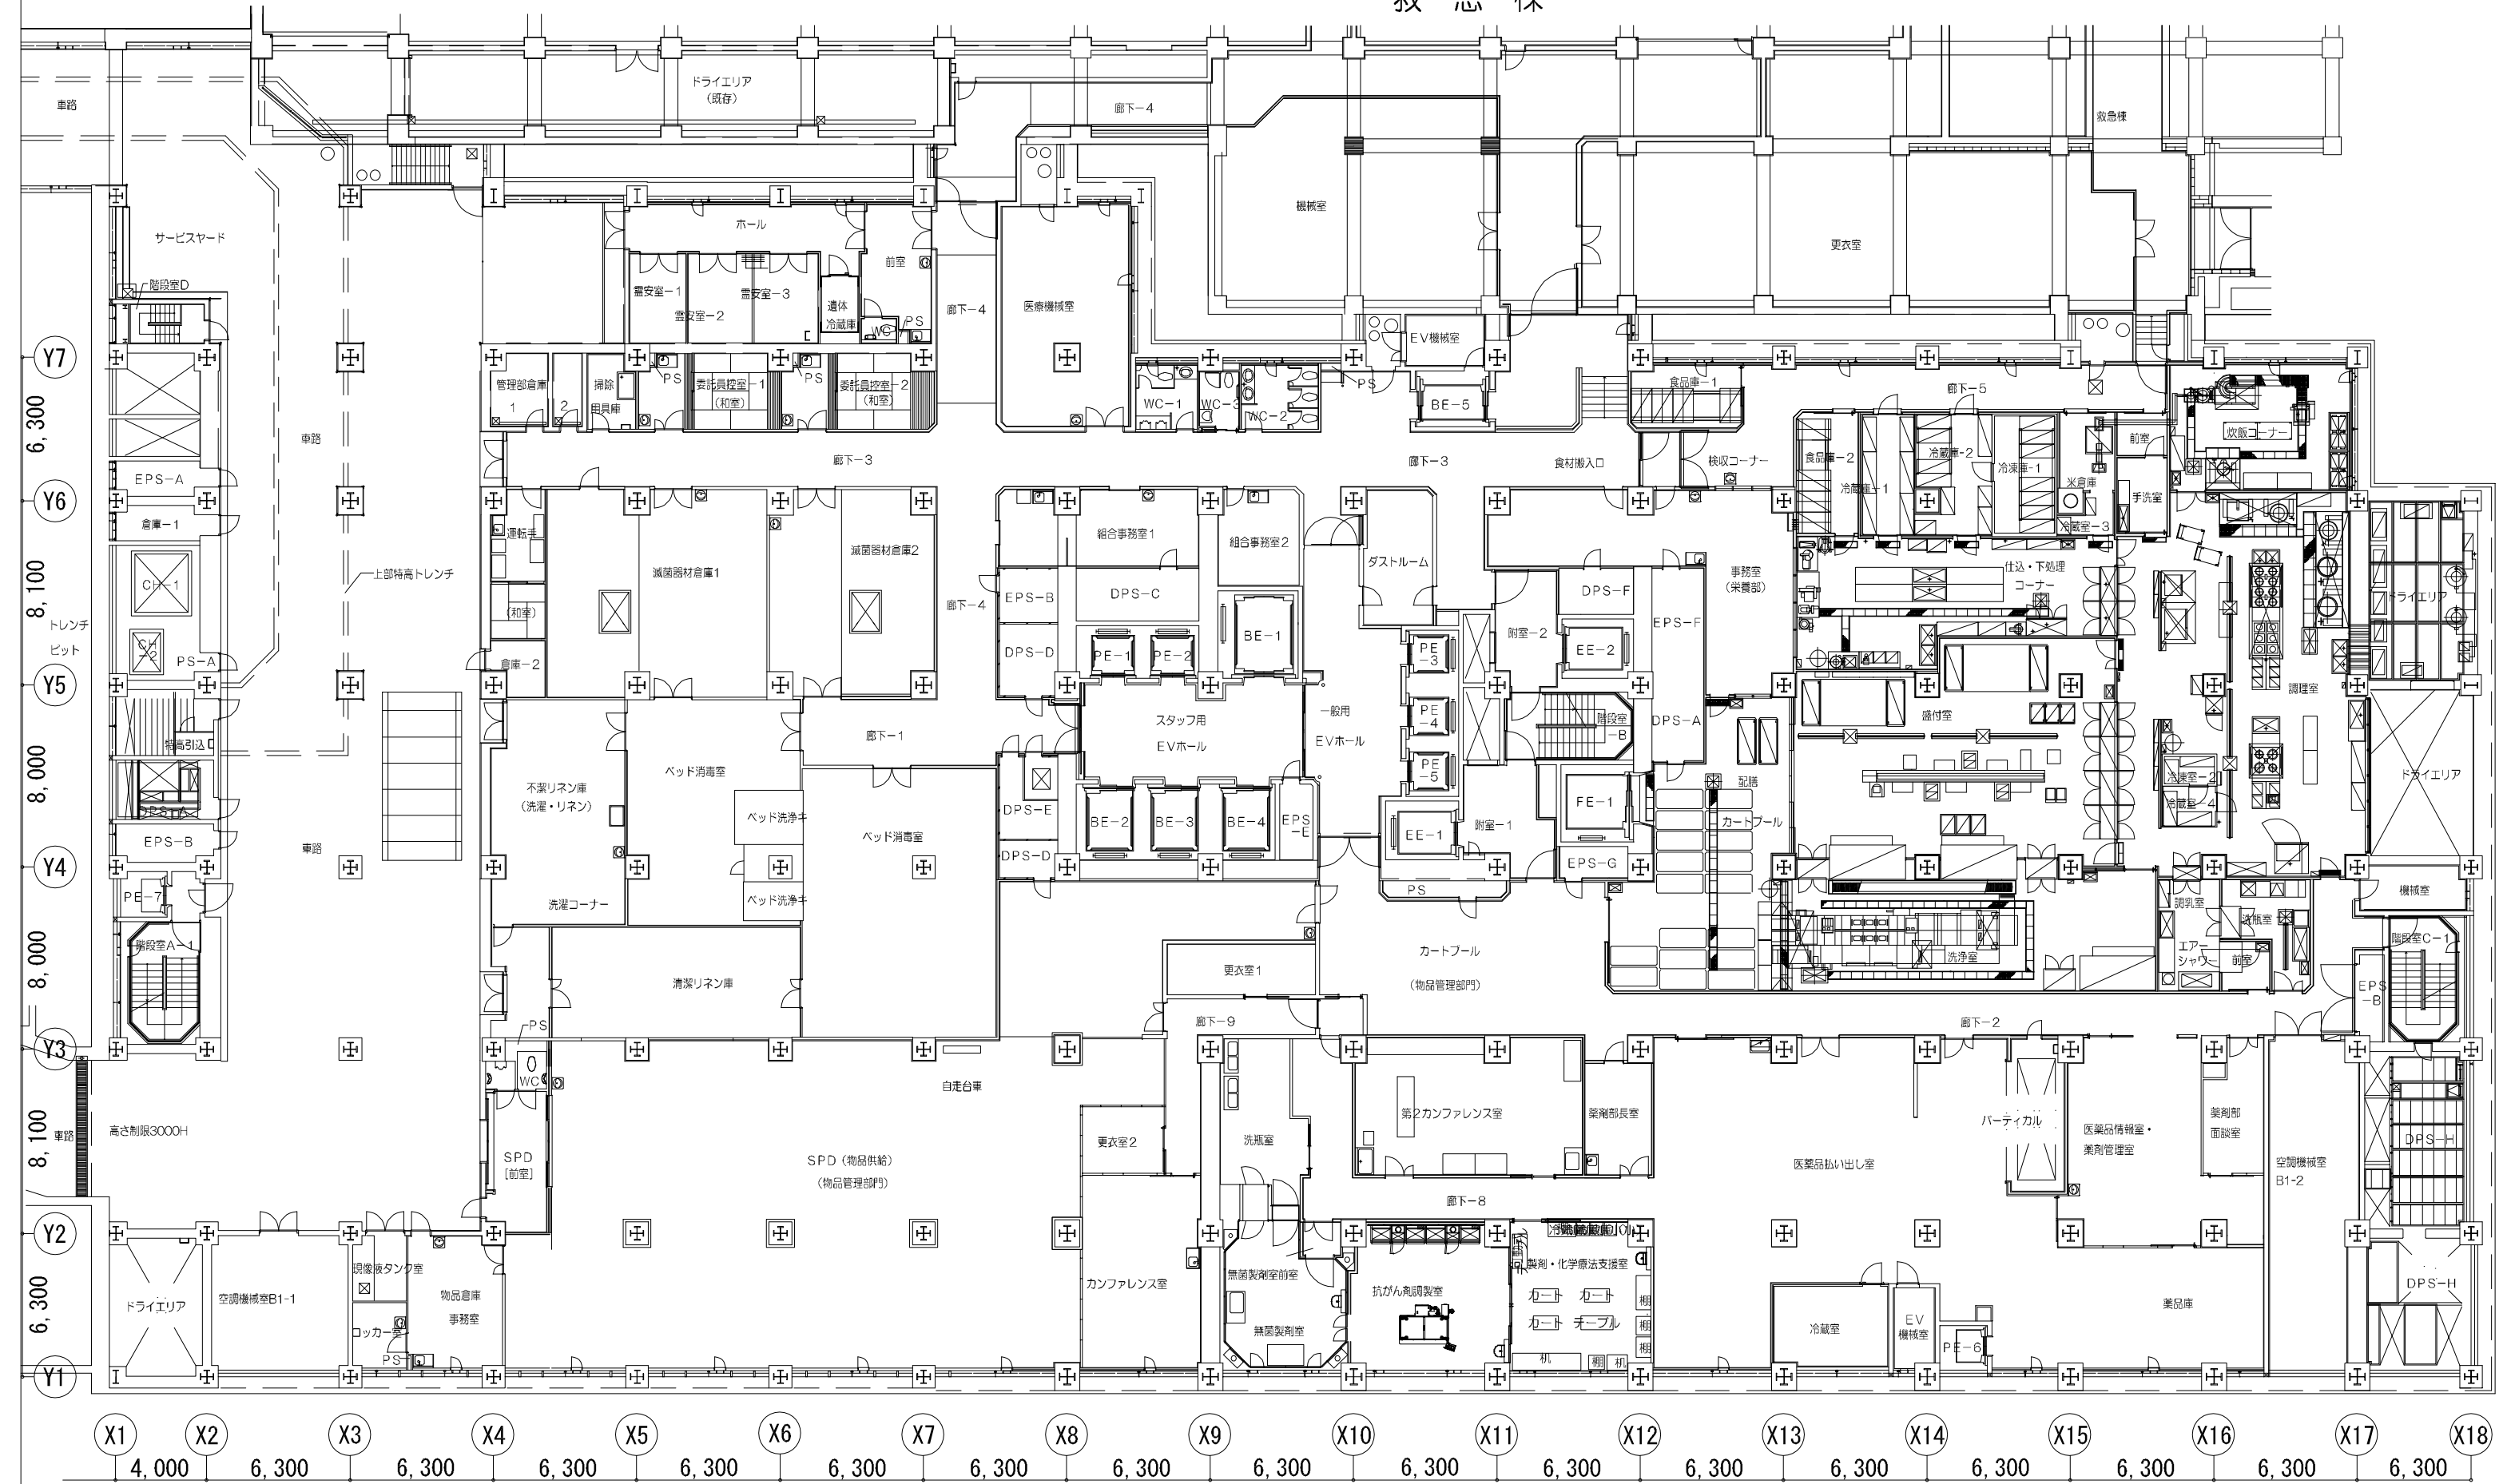 救急棟
車路
ドライエリア
(既存)
廊下-4
救急棟
サービスヤード
ホール
前室
機械室
更衣室
階段室D
霊安室-1
霊安室-2
霊安室-3
遺体
冷蔵庫
WC
PS
廊下-4
医療機械室
EV機械室
Y7
管理部倉庫
1
2
掃除
用具庫
PS
委託員控室-1
(和室)
PS
委託員控室-2
(和室)
WC-1
WC-3
WC-2
PS
BE-5
食品庫-1
廊下-5
炊飯コーナー
6,300
車路
廊下-3
廊下-3
食材搬入口
検収コーナー
食品庫-2
冷蔵庫-1
冷蔵庫-2
冷凍庫-1
米倉庫
冷蔵室-3
前室
手洗室
EPS-A
Y6
倉庫-1
運転手
(和室)
倉庫-2
滅菌器材倉庫1
滅菌器材倉庫2
組合事務室1
組合事務室2
ダストルーム
事務室
(栄養部)
仕込・下処理
コーナー
ドライエリア
8,100
上部特高トレンチ
CH-1
CH
-2
PS-A
トレンチ
ピット
廊下-4
EPS-B
DPS-C
DPS-D
PE-1
PE-2
BE-1
PE
-3
附室-2
DPS-F
EE-2
EPS-F
Y5
調理室
特高引込
廊下-1
スタッフ用
EVホール
一般用
EVホール
PE
-4
PE
-5
階段室
-B
DPS-A
盛付室
8,000
不潔リネン庫
(洗濯・リネン)
ベッド消毒室
ベッド洗浄キ
ベッド消毒室
ベッド洗浄キ
DPS-A
EPS-B
DPS-E
DPS-D
BE-2
BE-3
BE-4
EPS
-E
EE-1
附室-1
FE-1
EPS-G
配膳
カートプール
冷凍室-2
冷蔵室-4
ドライエリア
車路
Y4
PE-7
洗濯コーナー
PS
調乳室
洗瓶室
機械室
階段室A-1
階段室C-1
8,000
清潔リネン庫
更衣室1
カートプール
(物品管理部門)
洗浄室
エアー
シャワー
前室
EPS
-B
PS
廊下-9
廊下-2
Y3
WC
自走台車
8,100
車路
高さ制限3000H
SPD
[前室]
SPD (物品供給)
(物品管理部門)
更衣室2
洗瓶室
第2カンファレンス室
薬剤部長室
医薬品払い出し室
バーティカル
医薬品情報室・
薬剤管理室
薬剤部
面談室
空調機械室
B1-2
DPS-H
廊下-8
Y2
現像液タンク室
物品倉庫
事務室
ロッカー室
PS
ドライエリア
空調機械室B1-1
カンファレンス室
無菌製剤室前室
無菌製剤室
抗がん剤調製室
製剤・化学療法支援室
カート
カート
カート
テーブル
棚
棚
棚
机
棚
机
冷蔵室
EV
機械室
PE-6
薬品庫
DPS-H
6,300
Y1
X1 X2 X3 X4 X5 X6 X7 X8 X9 X10 X11 X12 X13 X14 X15 X16 X17 X18
4,000 6,300 6,300 6,300 6,300 6,300 6,300 6,300 6,300 6,300 6,300 6,300 6,300 6,300 6,300 6,300 6,300